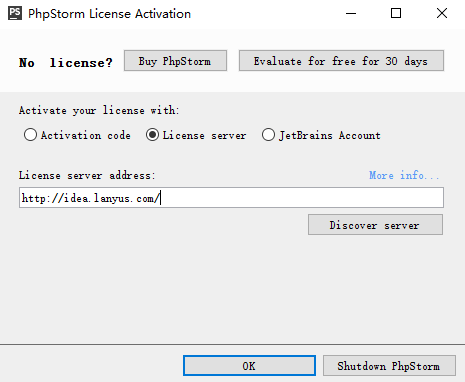 PS PhpStorm License Activation
No license? Buy PhpStorm Evaluate for free for 30 days
Activate your license with:
Activation code License server JetBrains Account
License server address: More info...
http://idea.lanyus.com/
Discover server
OK Shutdown PhpStorm